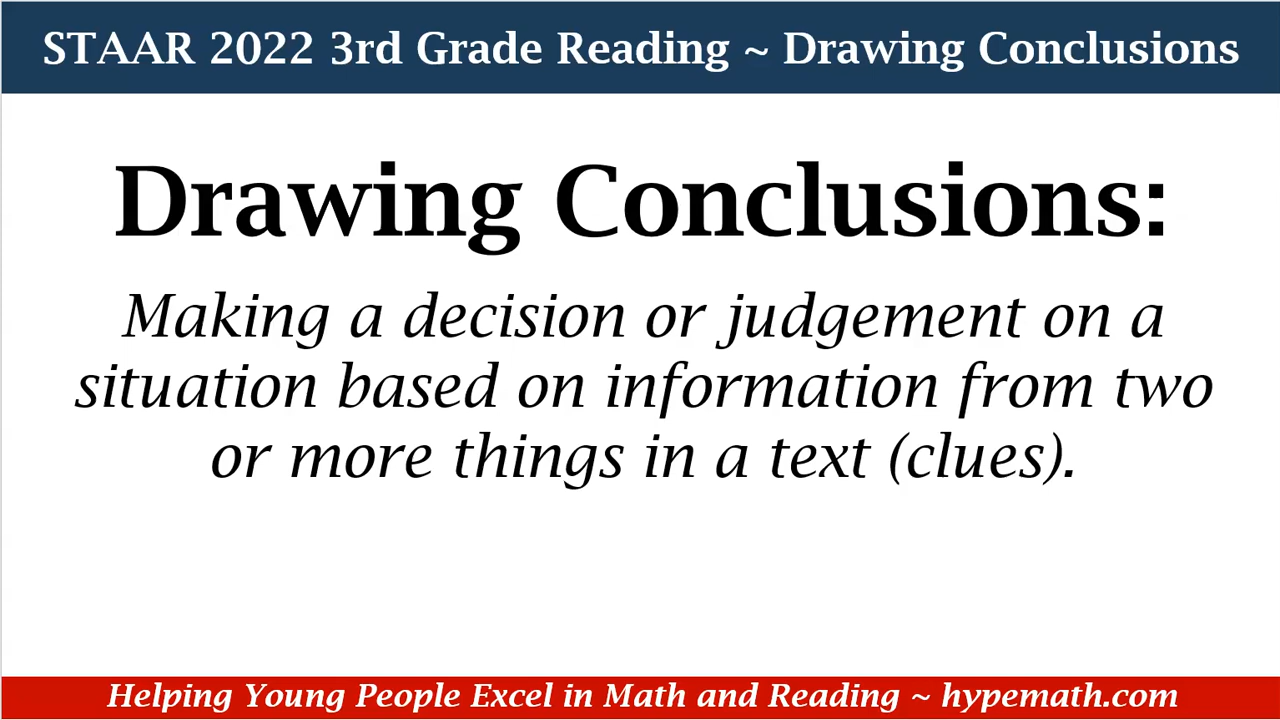 STAAR 2022 3rd Grade Reading ~ Drawing Conclusions
Drawing Conclusions:
Making a decision or judgement on a
situation based on information from two
or more things in a text (clues).
Helping Young People Excel in Math and Reading ~ hypemath.com